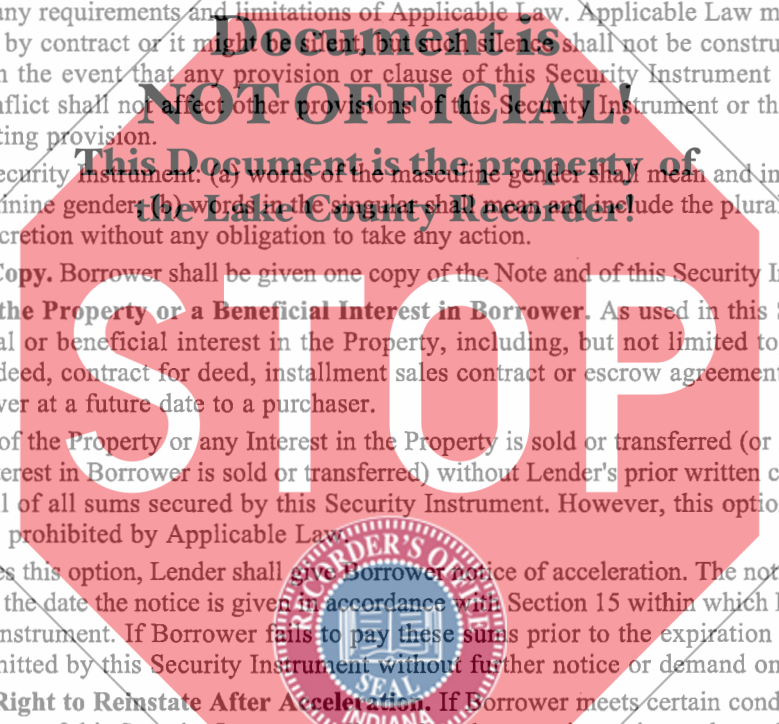 any requirements and limitations of Applicable Law. Applicable Law m
Document is
by contract or it might be silent, but such silence shall not be constru
n the event that any provision or clause of this Security Instrument
NOT OFFICIAL!
nflict shall not affect other provisions of this Security Instrument or th
ting provision.
This Document is the property of
ecurity Instrument: (a) words of the masculine gender shall mean and in
the Lake County Recorder!
inine gender; (b) words in the singular shall mean and include the plura
cretion without any obligation to take any action.
Copy. Borrower shall be given one copy of the Note and of this Security I
the Property or a Beneficial Interest in Borrower. As used in this S
al or beneficial interest in the Property, including, but not limited to
deed, contract for deed, installment sales contract or escrow agreement
ver at a future date to a purchaser.
STOP
of the Property or any Interest in the Property is sold or transferred (or
terest in Borrower is sold or transferred) without Lender's prior written c
l of all sums secured by this Security Instrument. However, this optio
prohibited by Applicable Law.
es this option, Lender shall give Borrower notice of acceleration. The not
the date the notice is given in accordance with Section 15 within which
nstrument. If Borrower fails to pay these sums prior to the expiration
mitted by this Security Instrument without further notice or demand on
Right to Reinstate After Acceleration. If Borrower meets certain cond
RECORDER'S OFFICE
SEAL
INDIANA